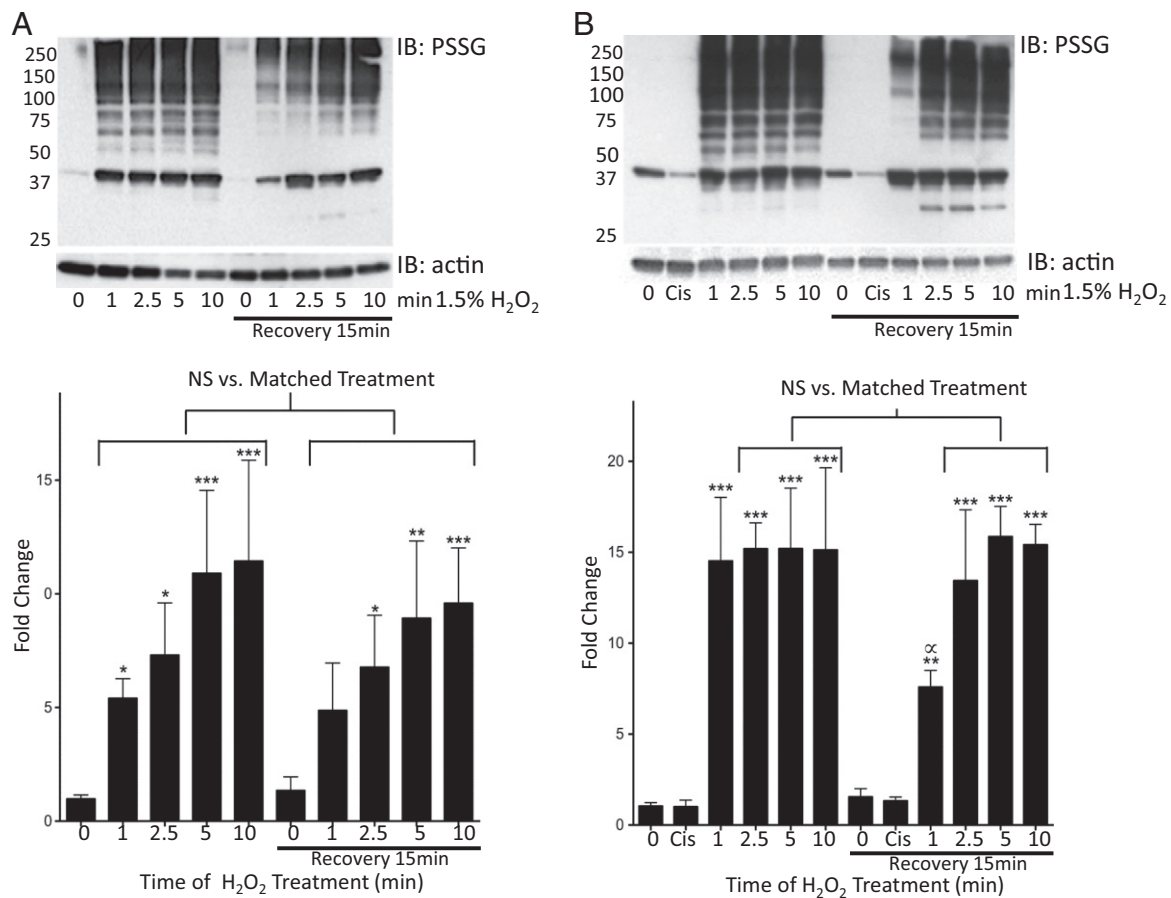 A
IB: PSSG
250
150
100
75
50
37
25
IB: actin
0 1 2.5 5 10 0 1 2.5 5 10 min 1.5% H₂O₂
Recovery 15min
NS vs. Matched Treatment
Fold Change
15
0
5
0
* * *** *** * ** ***
0 1 2.5 5 10 0 1 2.5 5 10
Recovery 15min
Time of H₂O₂ Treatment (min)
B
IB: PSSG
250
150
100
75
50
37
25
IB: actin
0 Cis 1 2.5 5 10 0 Cis 1 2.5 5 10 min 1.5% H₂O₂
Recovery 15min
NS vs. Matched Treatment
Fold Change
20
15
10
5
0
*** *** *** *** ∝ ** *** *** ***
0 Cis 1 2.5 5 10 0 Cis 1 2.5 5 10
Recovery 15min
Time of H₂O₂ Treatment (min)